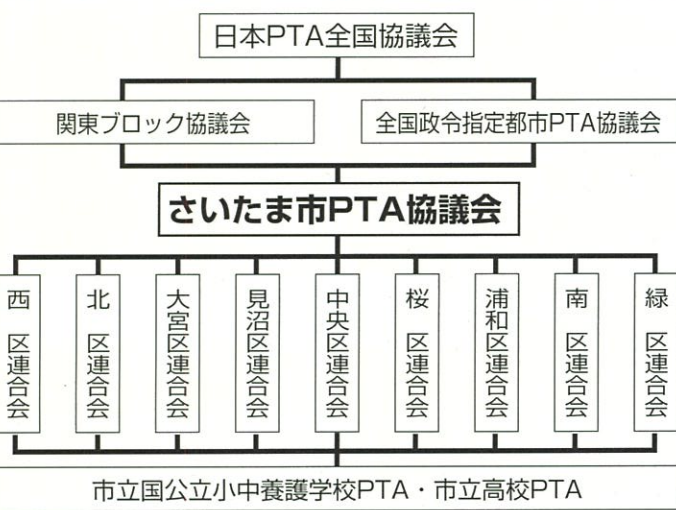 日本PTA全国協議会
関東ブロック協議会
全国政令指定都市PTA協議会
さいたま市PTA協議会
西 区連合会
北 区連合会
大宮区連合会
見沼区連合会
中央区連合会
桜 区連合会
浦和区連合会
南 区連合会
緑 区連合会
市立国公立小中養護学校PTA・市立高校PTA